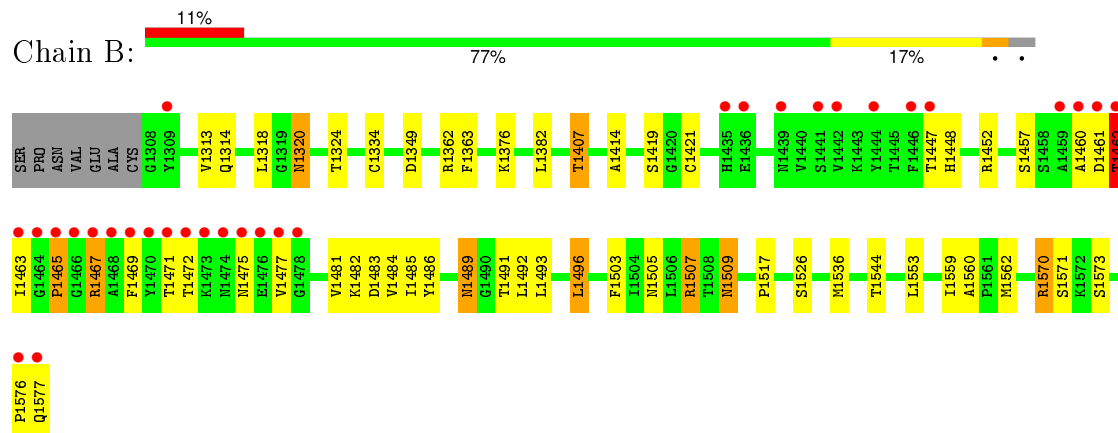 11%
Chain B:
77% 17% • •
SER PRO ASN VAL GLU ALA CYS G1308 Y1309 V1313 Q1314 L1318 G1319 N1320 T1324 C1334 D1349 R1362 F1363 K1376 L1382 T1407 A1414 S1419 G1420 C1421 H1435 E1436 N1439 V1440 S1441 V1442 K1443 Y1444 T1445 F1446 T1447 H1448 R1452 S1457 S1458 A1459 A1460 D1461 T1462
I1463 G1464 P1465 G1466 R1467 A1468 F1469 Y1470 T1471 T1472 K1473 N1474 N1475 E1476 V1477 G1478 V1481 K1482 D1483 V1484 I1485 Y1486 N1489 G1490 T1491 L1492 L1493 L1496 F1503 I1504 N1505 L1506 R1507 T1508 N1509 P1517 S1526 M1536 T1544 L1553 I1559 A1560 P1561 M1562 R1570 S1571 K1572 S1573
P1576 Q1577